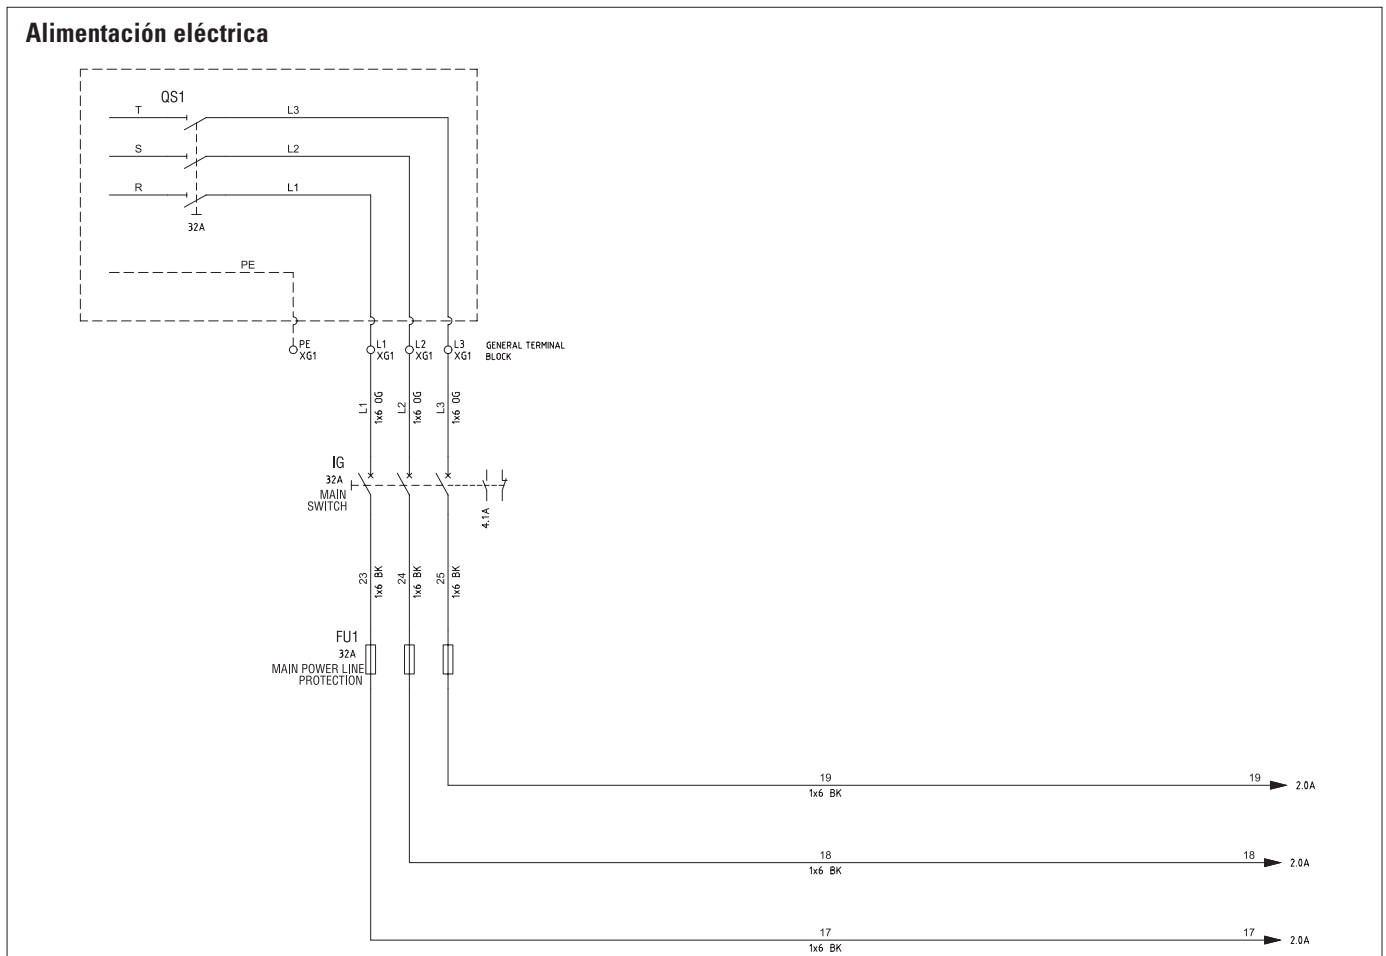 Alimentación eléctrica
QS1
T
L3
S
L2
R
L1
32A
PE
PE
XG1
L1
XG1
L2
XG1
L3
XG1
GENERAL TERMINAL
BLOCK
L1
1x6 OG
L2
1x6 OG
L3
1x6 OG
IG
32A
MAIN
SWITCH
4.1A
23
1x6 BK
24
1x6 BK
25
1x6 BK
FU1
32A
MAIN POWER LINE
PROTECTION
19
1x6 BK
19
2.0A
18
1x6 BK
18
2.0A
17
1x6 BK
17
2.0A